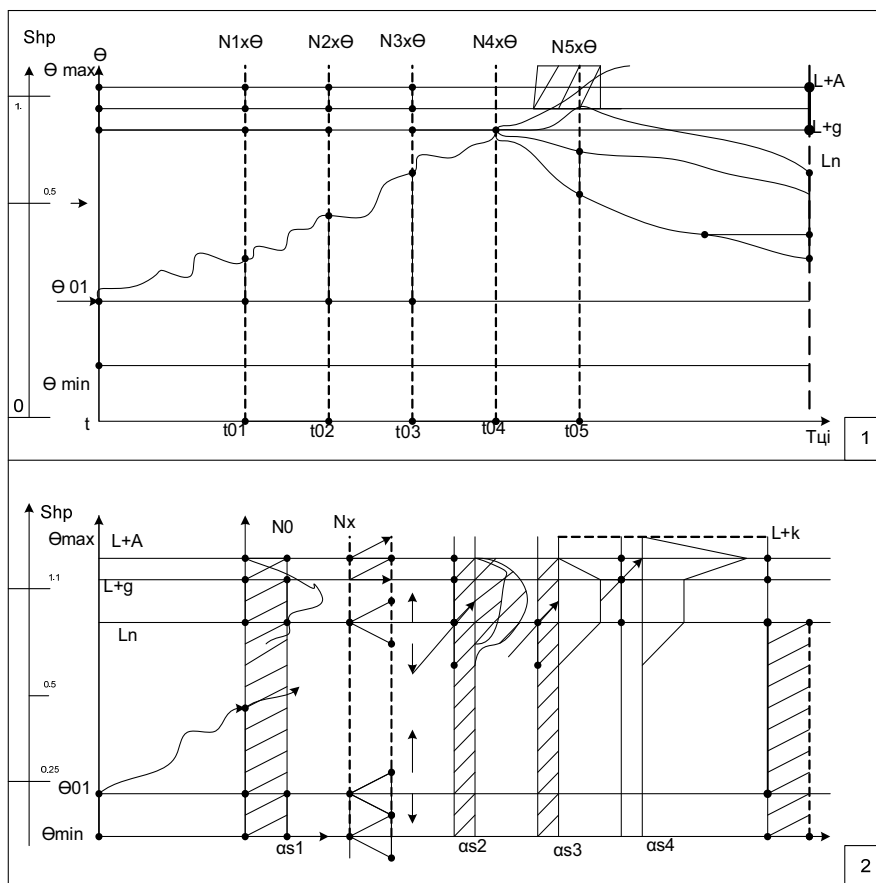 Shp
Θ
N1xΘ
N2xΘ
N3xΘ
N4xΘ
N5xΘ
Θ max
L+A
1.
L+g
Ln
0.5
Θ 01
Θ min
0
t
t01
t02
t03
t04
t05
Tцi
1
Shp
N0
Nx
L+k
Θmax
L+A
1.1
L+g
Ln
0.5
0.25
Θ01
Θmin
αs1
αs2
αs3
αs4
2